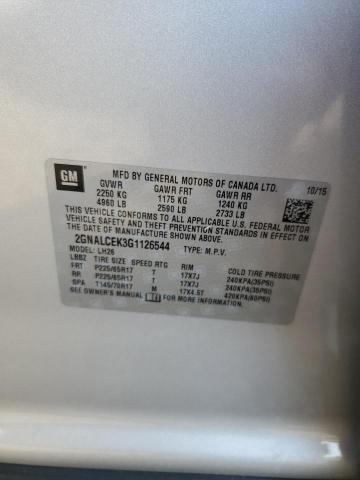 GM
MFD BY GENERAL MOTORS OF CANADA LTD.
10/15
GVWR GAWR FRT GAWR RR
2250 KG 1175 KG 1240 KG
4960 LB 2590 LB 2733 LB
THIS VEHICLE CONFORMS TO ALL APPLICABLE U.S. FEDERAL MOTOR
VEHICLE SAFETY AND THEFT PREVENTION STANDARDS IN EFFECT ON
THE DATE OF MANUFACTURE SHOWN ABOVE.
2GNALCEK3G1126544 TYPE: M.P.V.
MODEL: LH26
TIRE SIZE SPEED RTG RIM COLD TIRE PRESSURE
FRT P225/65R17 T 17X7J 240KPA(35PSI)
RR P225/65R17 T 17X7J 240KPA(35PSI)
SPA T145/70R17 M 17X4.5T 420KPA(60PSI)
SEE OWNER'S MANUAL FOR MORE INFORMATION.